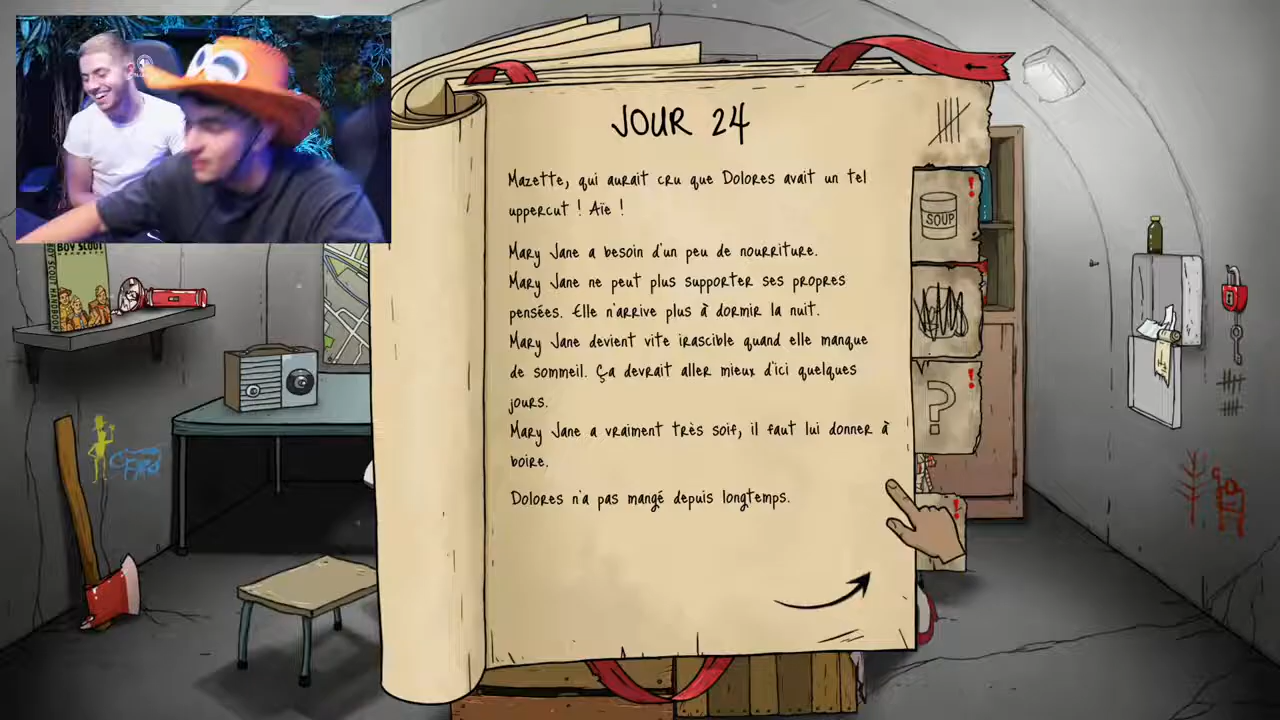 JOUR 24
Mazette, qui aurait cru que Dolores avait un tel
uppercut ! Aïe !
Mary Jane a besoin d'un peu de nourriture.
Mary Jane ne peut plus supporter ses propres
pensées. Elle n'arrive plus à dormir la nuit.
Mary Jane devient vite irascible quand elle manque
de sommeil. Ça devrait aller mieux d'ici quelques
jours.
Mary Jane a vraiment très soif, il faut lui donner à
boire.
Dolores n'a pas mangé depuis longtemps.
SOUP
!
?
!
!
BOY SCOUT